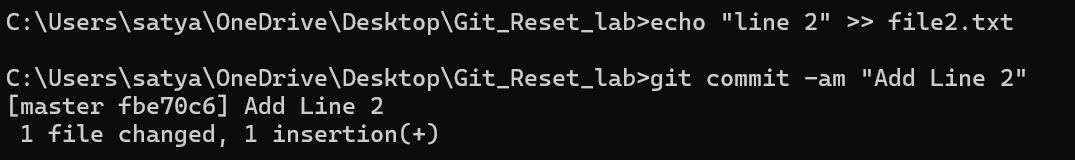 C:\Users\satya\OneDrive\Desktop\Git_Reset_lab>echo "line 2" >> file2.txt
C:\Users\satya\OneDrive\Desktop\Git_Reset_lab>git commit -am "Add Line 2"
[master fbe70c6] Add Line 2
 1 file changed, 1 insertion(+)